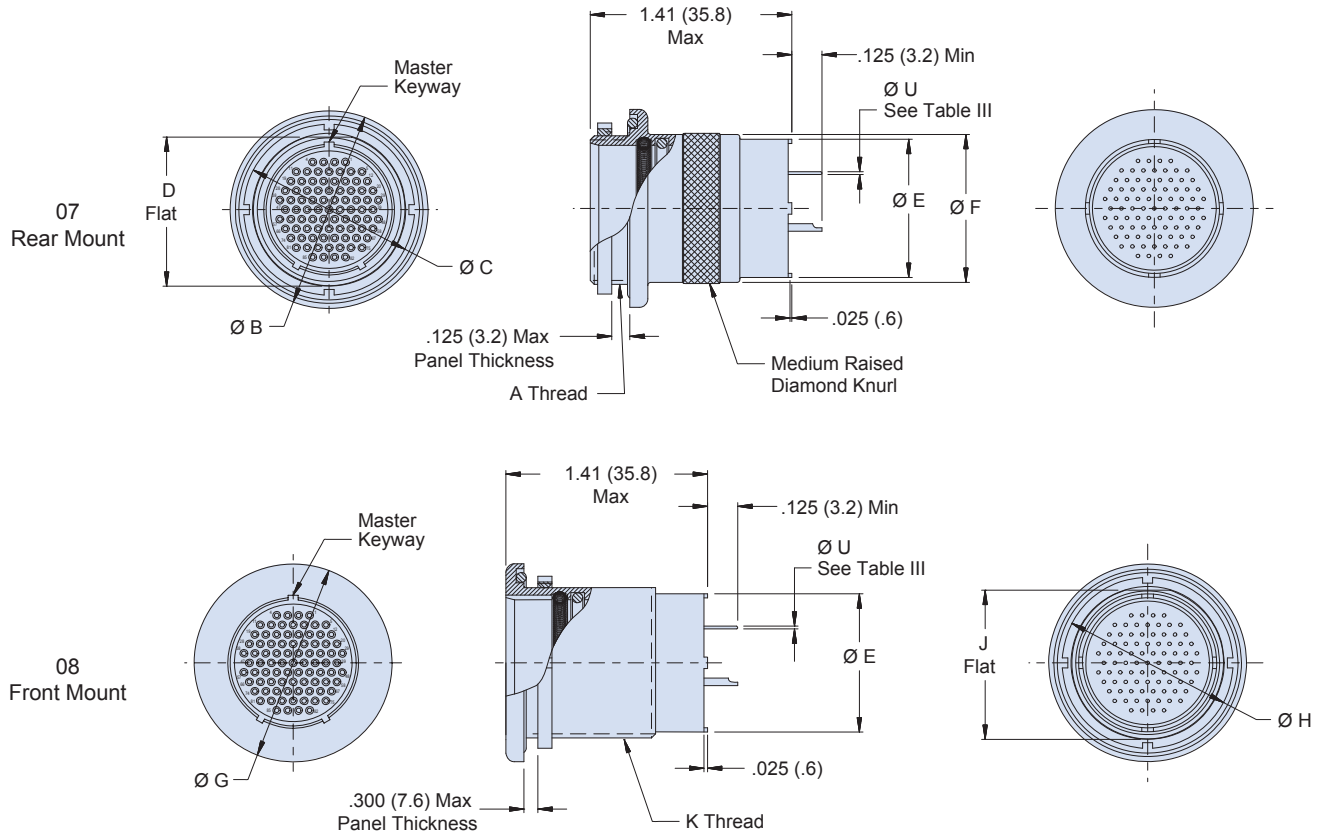 1.41 (35.8)
Max
.125 (3.2) Min
Master
Keyway
Ø U
See Table III
D
Flat
07
Rear Mount
Ø E
Ø F
Ø C
Ø B
.025 (.6)
.125 (3.2) Max
Panel Thickness
Medium Raised
Diamond Knurl
A Thread
1.41 (35.8)
Max
.125 (3.2) Min
Master
Keyway
Ø U
See Table III
08
Front Mount
Ø E
J
Flat
Ø H
Ø G
.025 (.6)
.300 (7.6) Max
Panel Thickness
K Thread